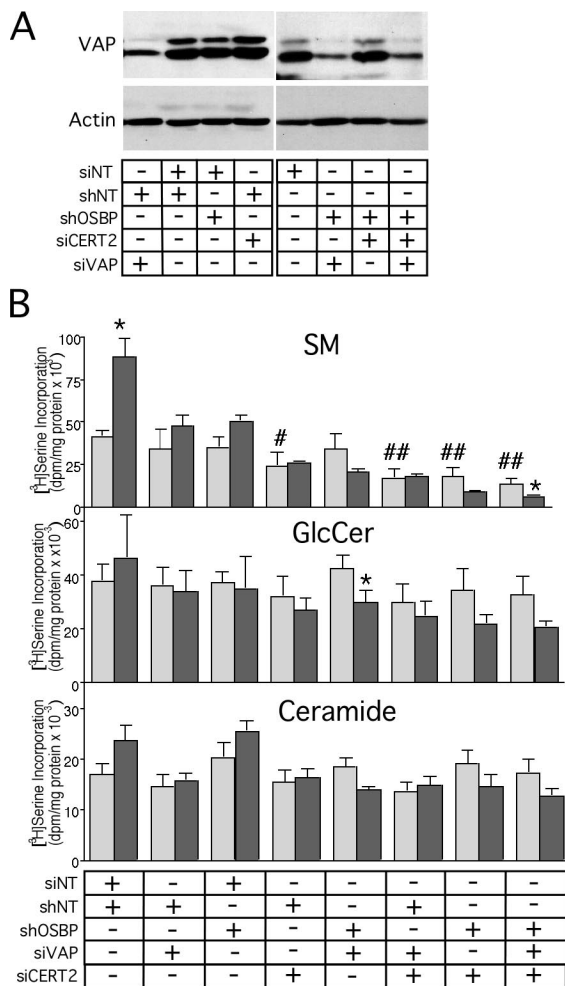 A
VAP
Actin
siNT - + + - + - - -
shNT + + - + - - - -
shOSBP - - + - - + + +
siCERT2 - - - + - - + +
siVAP + - - - - + - +
B
SM
[³H]Serine Incorporation
(dpm/mg protein x 10³)
100
75
50
25
0
*
#
##
##
##
*
GlcCer
[³H]Serine Incorporation
(dpm/mg protein x x10⁻³)
60
40
20
0
*
Ceramide
[³H]Serine Incorporation
(dpm/mg protein x 10⁻³)
30
20
10
0
siNT + - + - - - - -
shNT + + - + - + - -
shOSBP - - + - + - + +
siVAP - + - - + + - +
siCERT2 - - - + - + + +